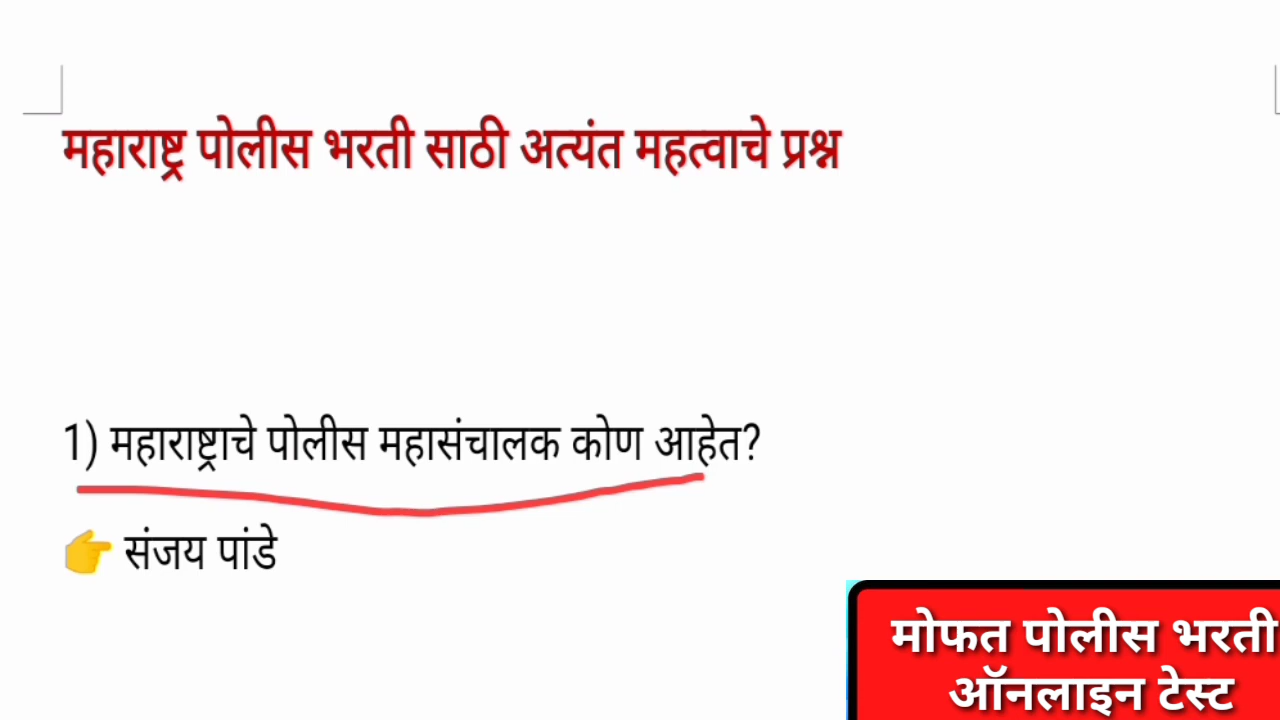 महाराष्ट्र पोलीस भरती साठी अत्यंत महत्वाचे प्रश्न
1) महाराष्ट्राचे पोलीस महासंचालक कोण आहेत?
👉 संजय पांडे
मोफत पोलीस भरती
ऑनलाइन टेस्ट